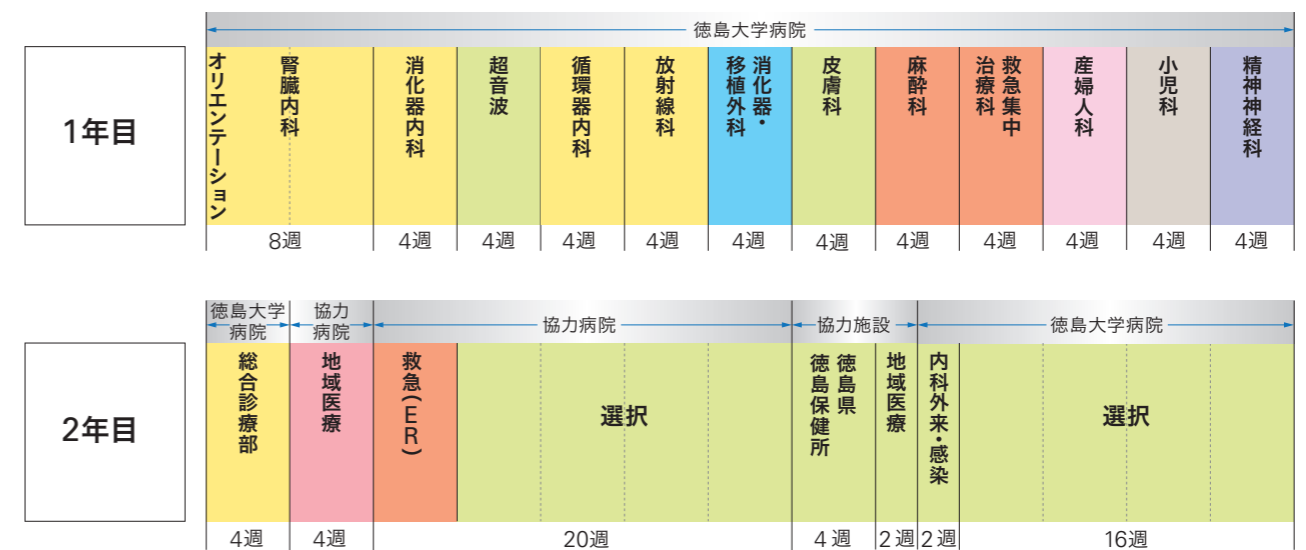 徳島大学病院
1年目
オリエンテーション
腎臓内科
消化器内科
超音波
循環器内科
放射線科
消化器・
移植外科
皮膚科
麻酔科
救急集中
治療科
産婦人科
小児科
精神神経科
8週
4週
4週
4週
4週
4週
4週
4週
4週
4週
4週
4週
徳島大学
病院
協力
病院
協力病院
協力施設
徳島大学病院
2年目
総合診療部
地域医療
救急(ER)
選択
徳島県
徳島保健所
地域医療
内科外来・感染
選択
4週
4週
20週
4週
2週
2週
16週